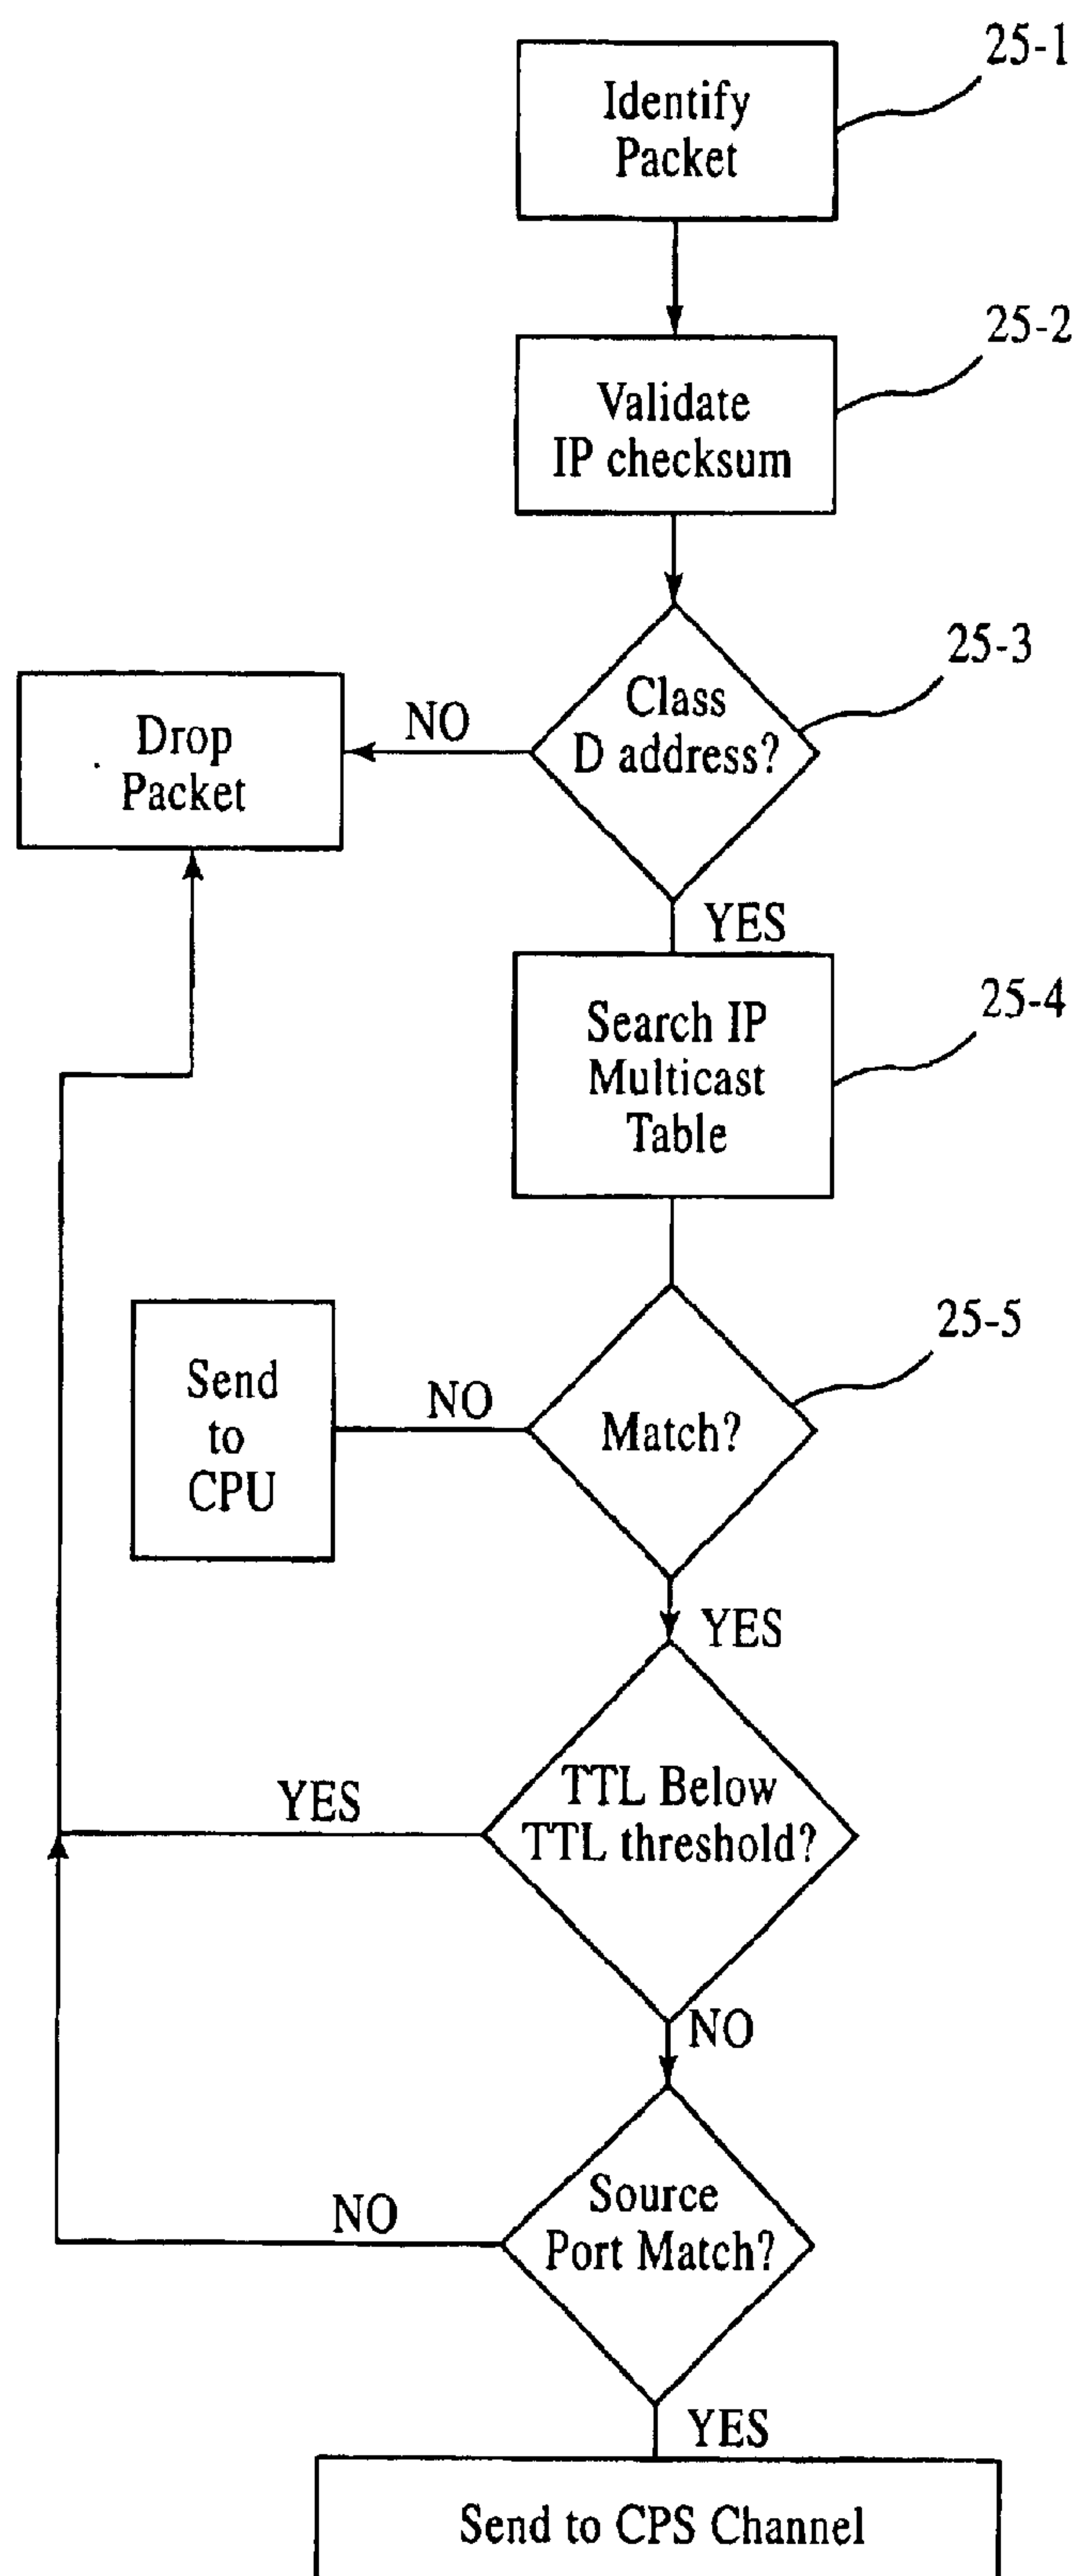 25-1
Identify
Packet
25-2
Validate
IP checksum
25-3
Class
D address?
NO
Drop
Packet
YES
25-4
Search IP
Multicast
Table
25-5
Match?
NO
Send
to
CPU
YES
TTL Below
TTL threshold?
YES
NO
Source
Port Match?
NO
YES
Send to CPS Channel